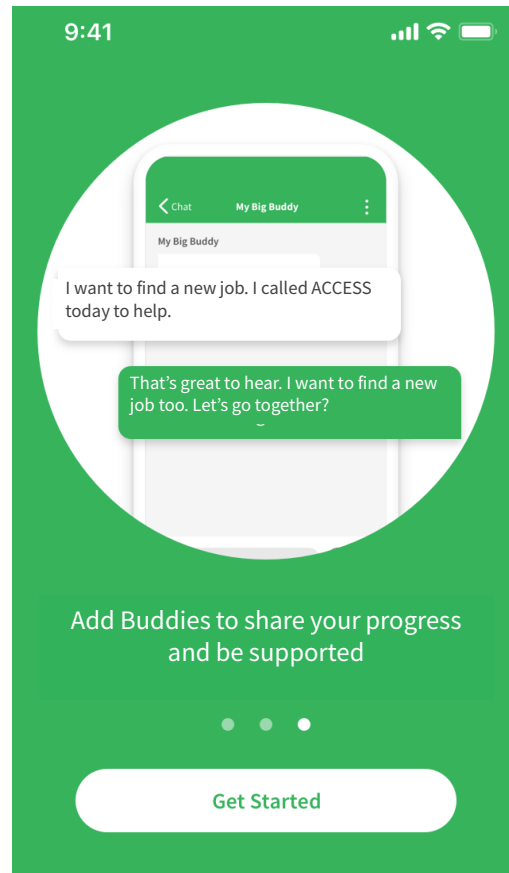 9:41
Chat
My Big Buddy
My Big Buddy
I want to find a new job. I called ACCESS
today to help.
That’s great to hear. I want to find a new
job too. Let’s go together?
Add Buddies to share your progress
and be supported
Get Started